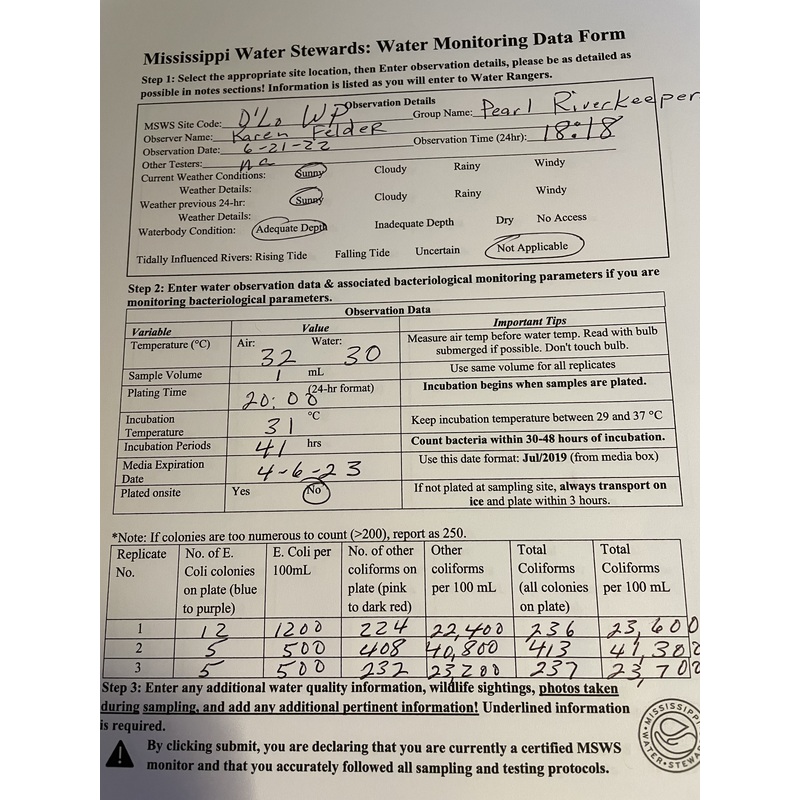 Mississippi Water Stewards: Water Monitoring Data Form
Step 1: Select the appropriate site location, then Enter observation details, please be as detailed as
possible in notes sections! Information is listed as you will enter to Water Rangers.
Observation Details
MSWS Site Code: D'Lo WP Group Name: Pearl Riverkeeper
Observer Name: Karen Felder
Observation Date: 6-21-22 Observation Time (24hr): 18:18
Other Testers:
Current Weather Conditions: Sunny Cloudy Rainy Windy
Weather Details:
Weather previous 24-hr: Sunny Cloudy Rainy Windy
Weather Details:
Waterbody Condition: Adequate Depth Inadequate Depth Dry No Access
Tidally Influenced Rivers: Rising Tide Falling Tide Uncertain Not Applicable
Step 2: Enter water observation data & associated bacteriological monitoring parameters if you are
monitoring bacteriological parameters.
Observation Data
Variable Value Important Tips
Temperature (°C) Air: 32 Water: 30 Measure air temp before water temp. Read with bulb
submerged if possible. Don't touch bulb.
Sample Volume 1 mL Use same volume for all replicates
Plating Time 20:00 (24-hr format) Incubation begins when samples are plated.
Incubation
Temperature 31 °C Keep incubation temperature between 29 and 37 °C
Incubation Periods 41 hrs Count bacteria within 30-48 hours of incubation.
Media Expiration
Date 4-6-23 Use this date format: Jul/2019 (from media box)
Plated onsite Yes No If not plated at sampling site, always transport on
ice and plate within 3 hours.
*Note: If colonies are too numerous to count (>200), report as 250.
Replicate No. of E. E. Coli per No. of other Other Total Total
No. Coli colonies 100mL coliforms on coliforms Coliforms Coliforms
on plate (blue plate (pink per 100 mL (all colonies per 100 mL
to purple) to dark red) on plate)
1 12 1200 224 22,400 236 23,600
2 5 500 408 40,800 413 41,300
3 5 500 232 23,200 237 23,700
Step 3: Enter any additional water quality information, wildlife sightings, photos taken
during sampling, and add any additional pertinent information! Underlined information
is required.
By clicking submit, you are declaring that you are currently a certified MSWS
monitor and that you accurately followed all sampling and testing protocols.
MISSISSIPPI
WATER STEWAR